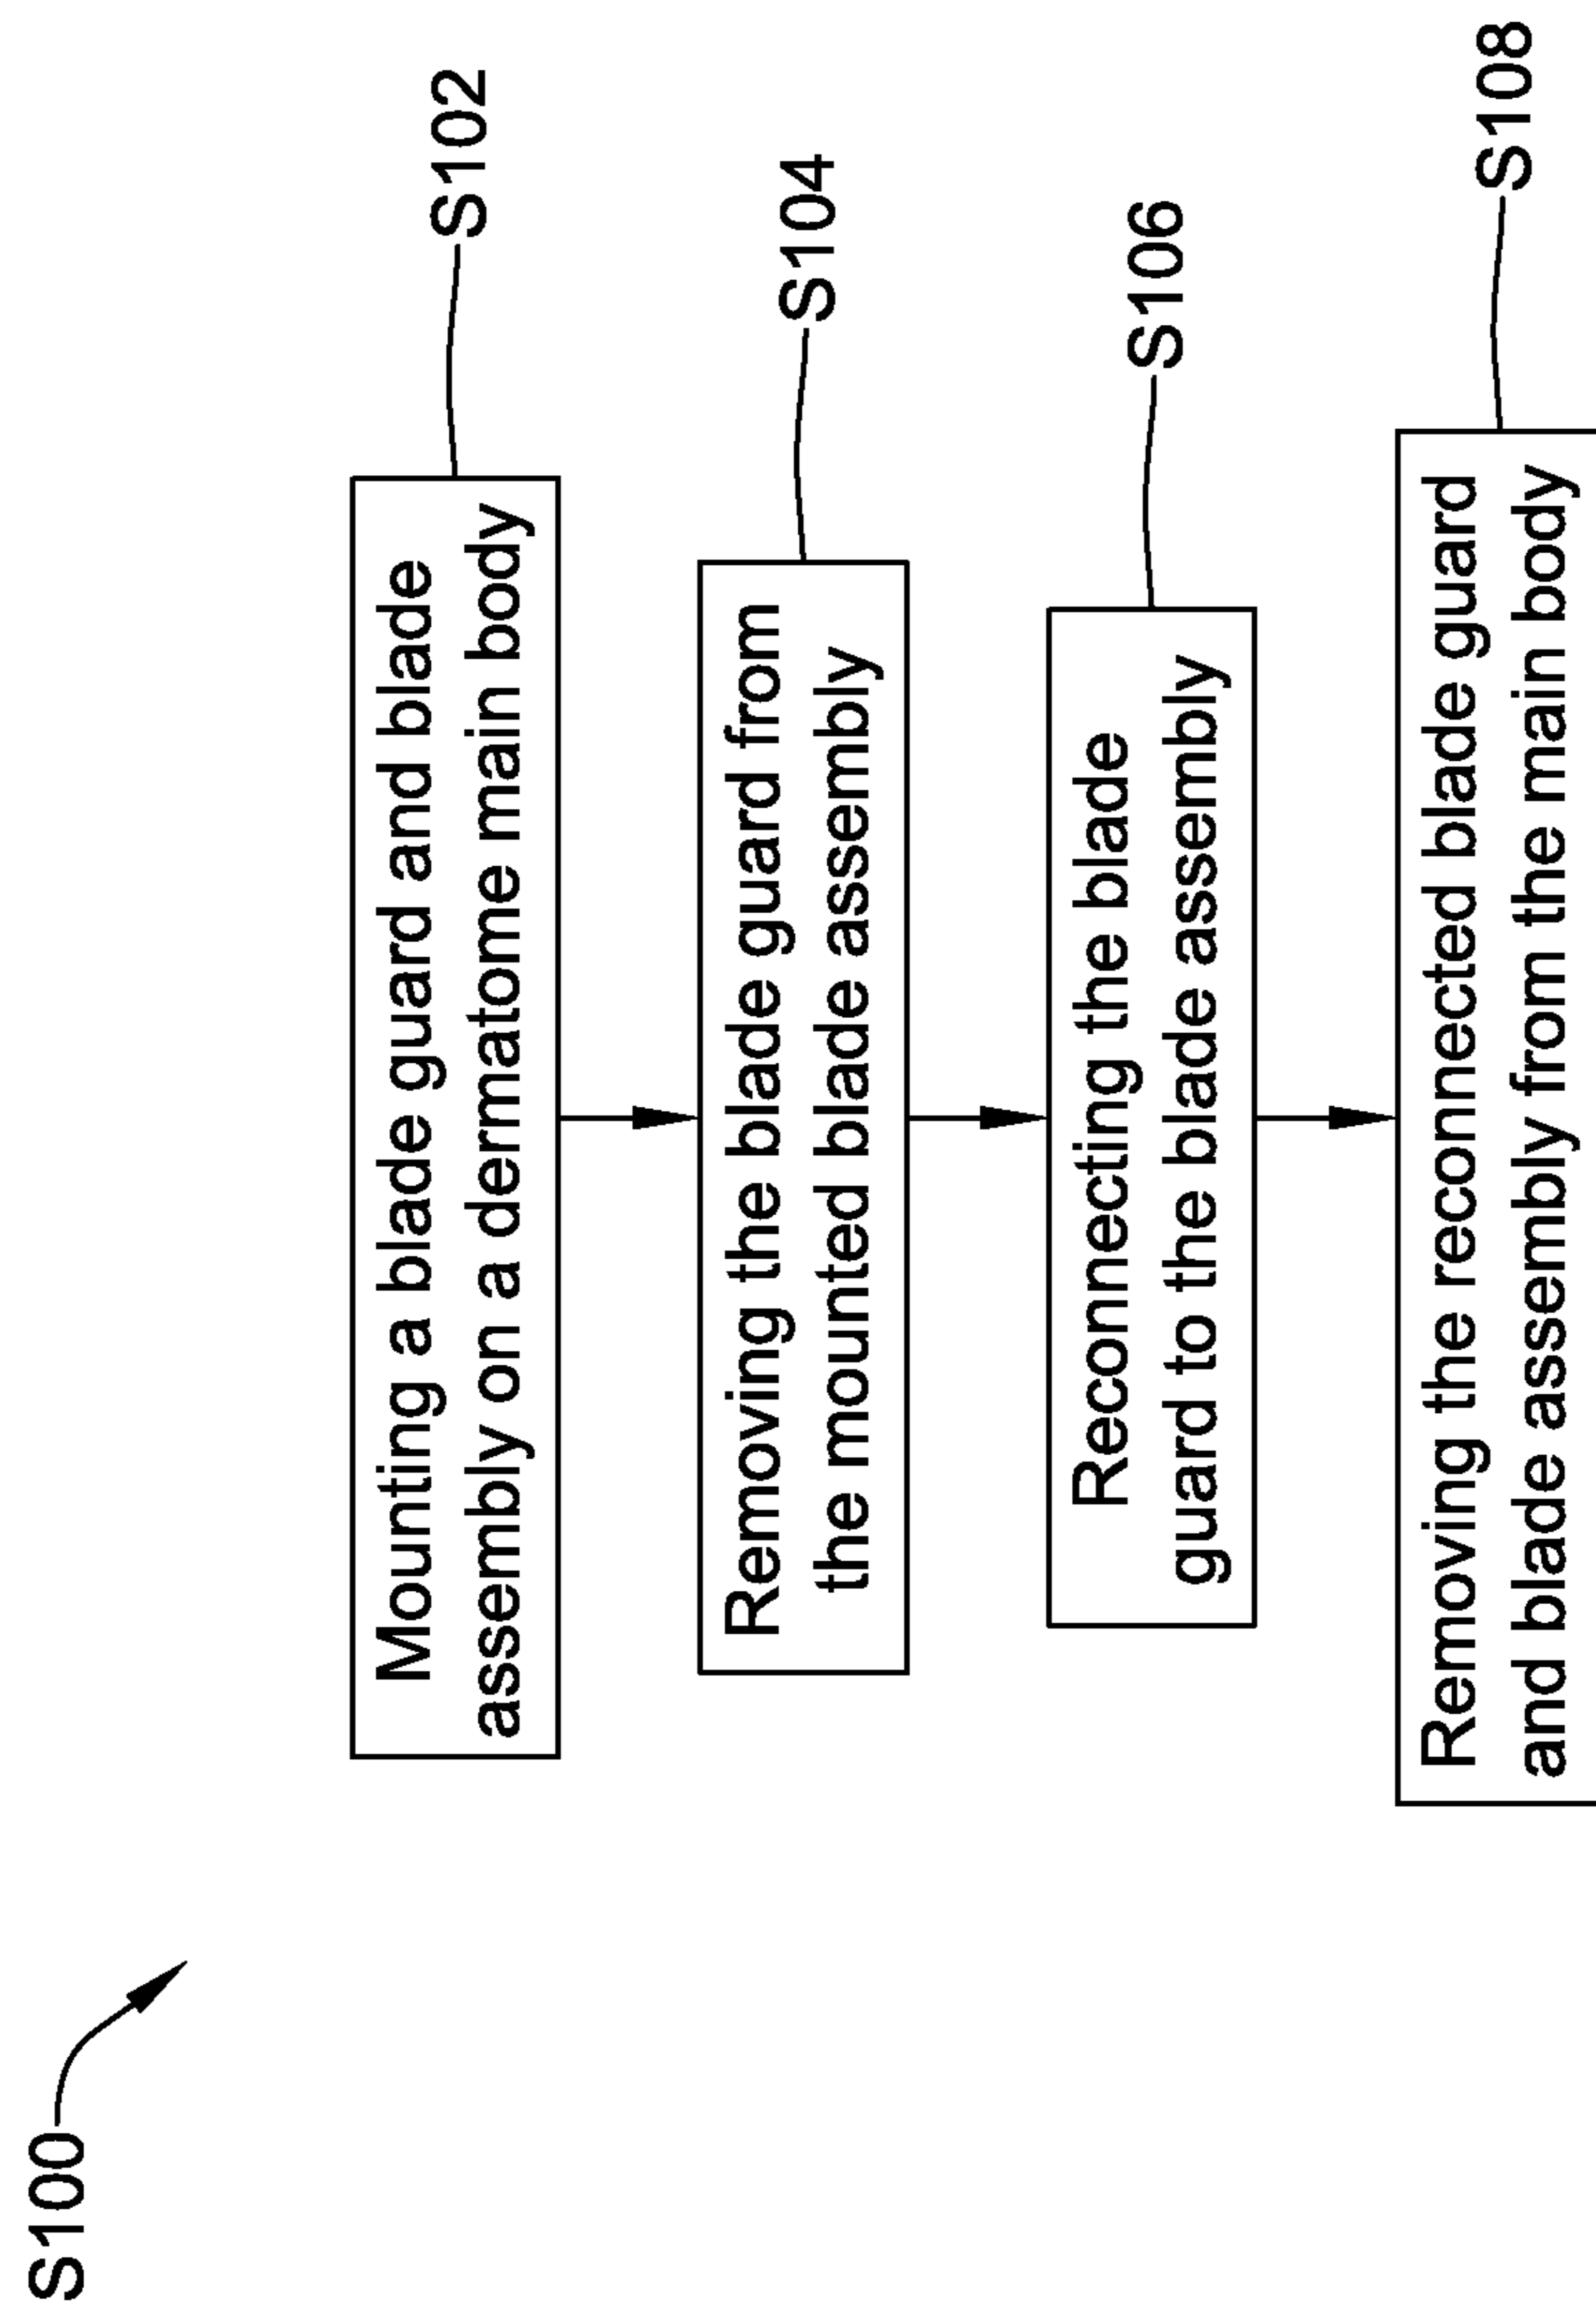 S100
Mounting a blade guard and blade
assembly on a dermatome main body
S102
Removing the blade guard from
the mounted blade assembly
S104
Reconnecting the blade
guard to the blade assembly
S106
Removing the reconnected blade guard
and blade assembly from the main body
S108